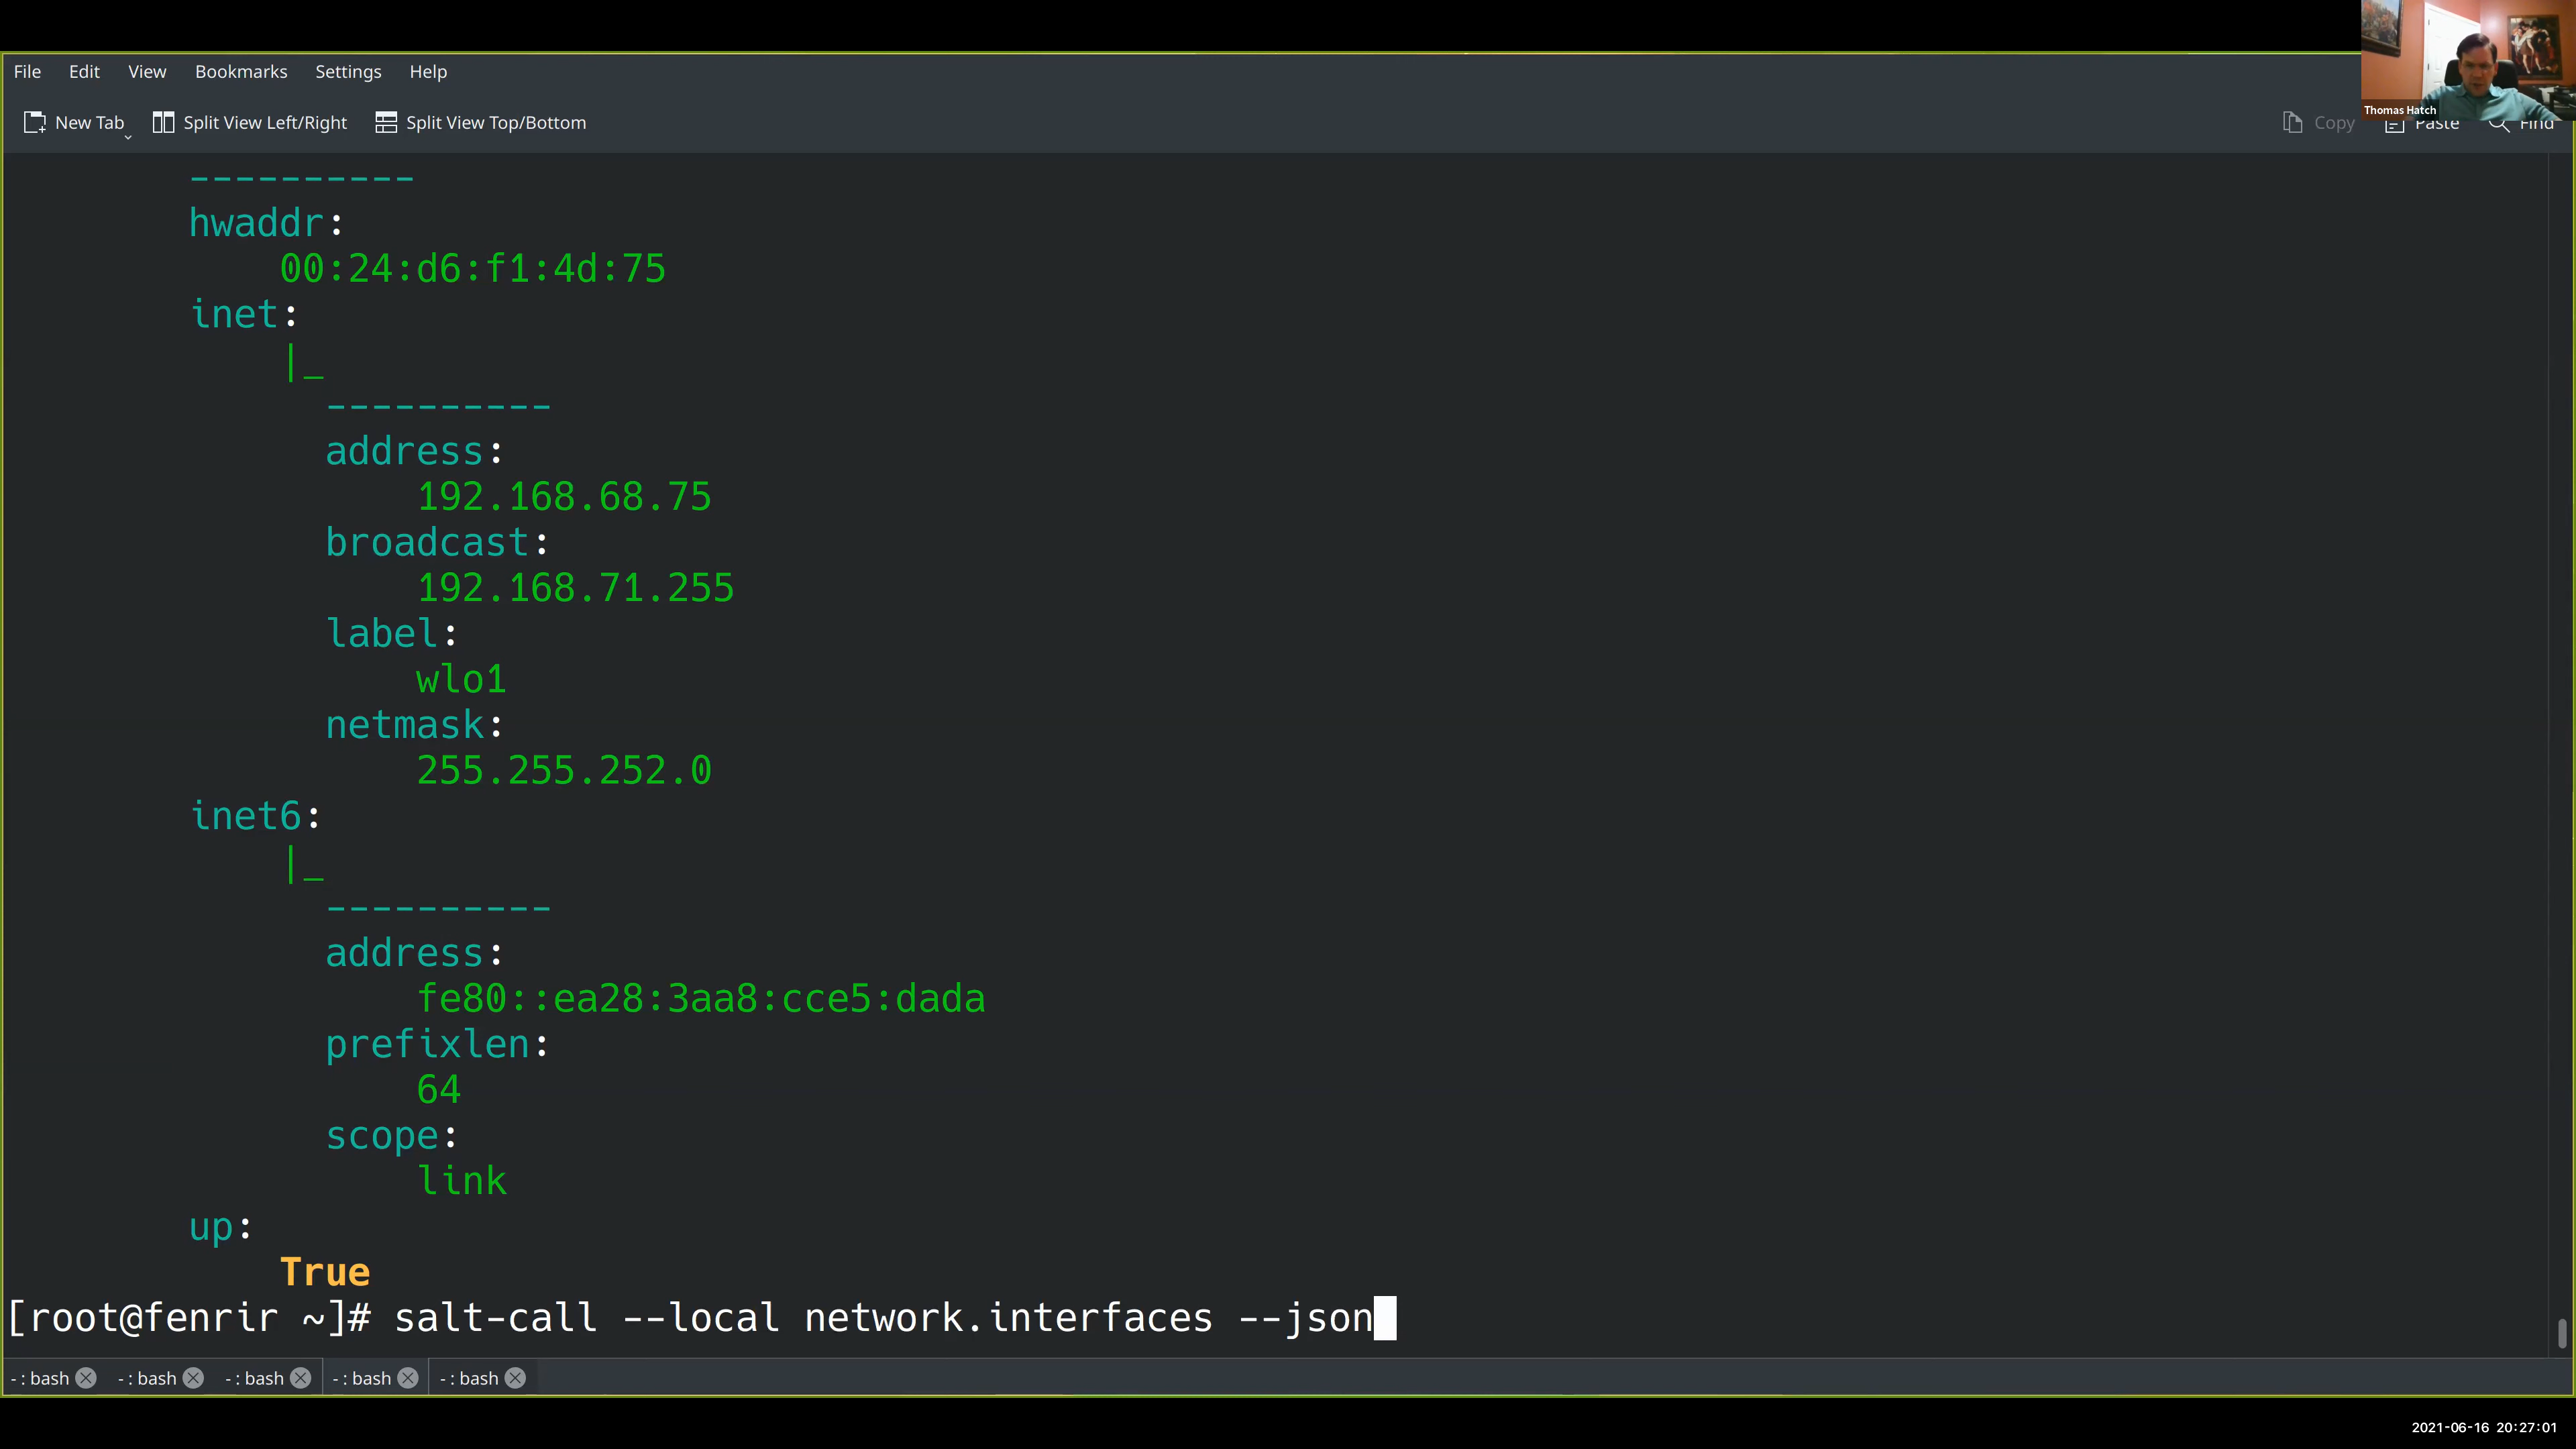 File Edit View Bookmarks Settings Help
Thomas Hatch
New Tab Split View Left/Right Split View Top/Bottom Copy Paste Find
----------
hwaddr:
00:24:d6:f1:4d:75
inet:
|_
----------
address:
192.168.68.75
broadcast:
192.168.71.255
label:
wlo1
netmask:
255.255.252.0
inet6:
|_
----------
address:
fe80::ea28:3aa8:cce5:dada
prefixlen:
64
scope:
link
up:
True
[root@fenrir ~]# salt-call --local network.interfaces --json
- : bash - : bash - : bash - : bash - : bash
2021-06-16 20:27:01